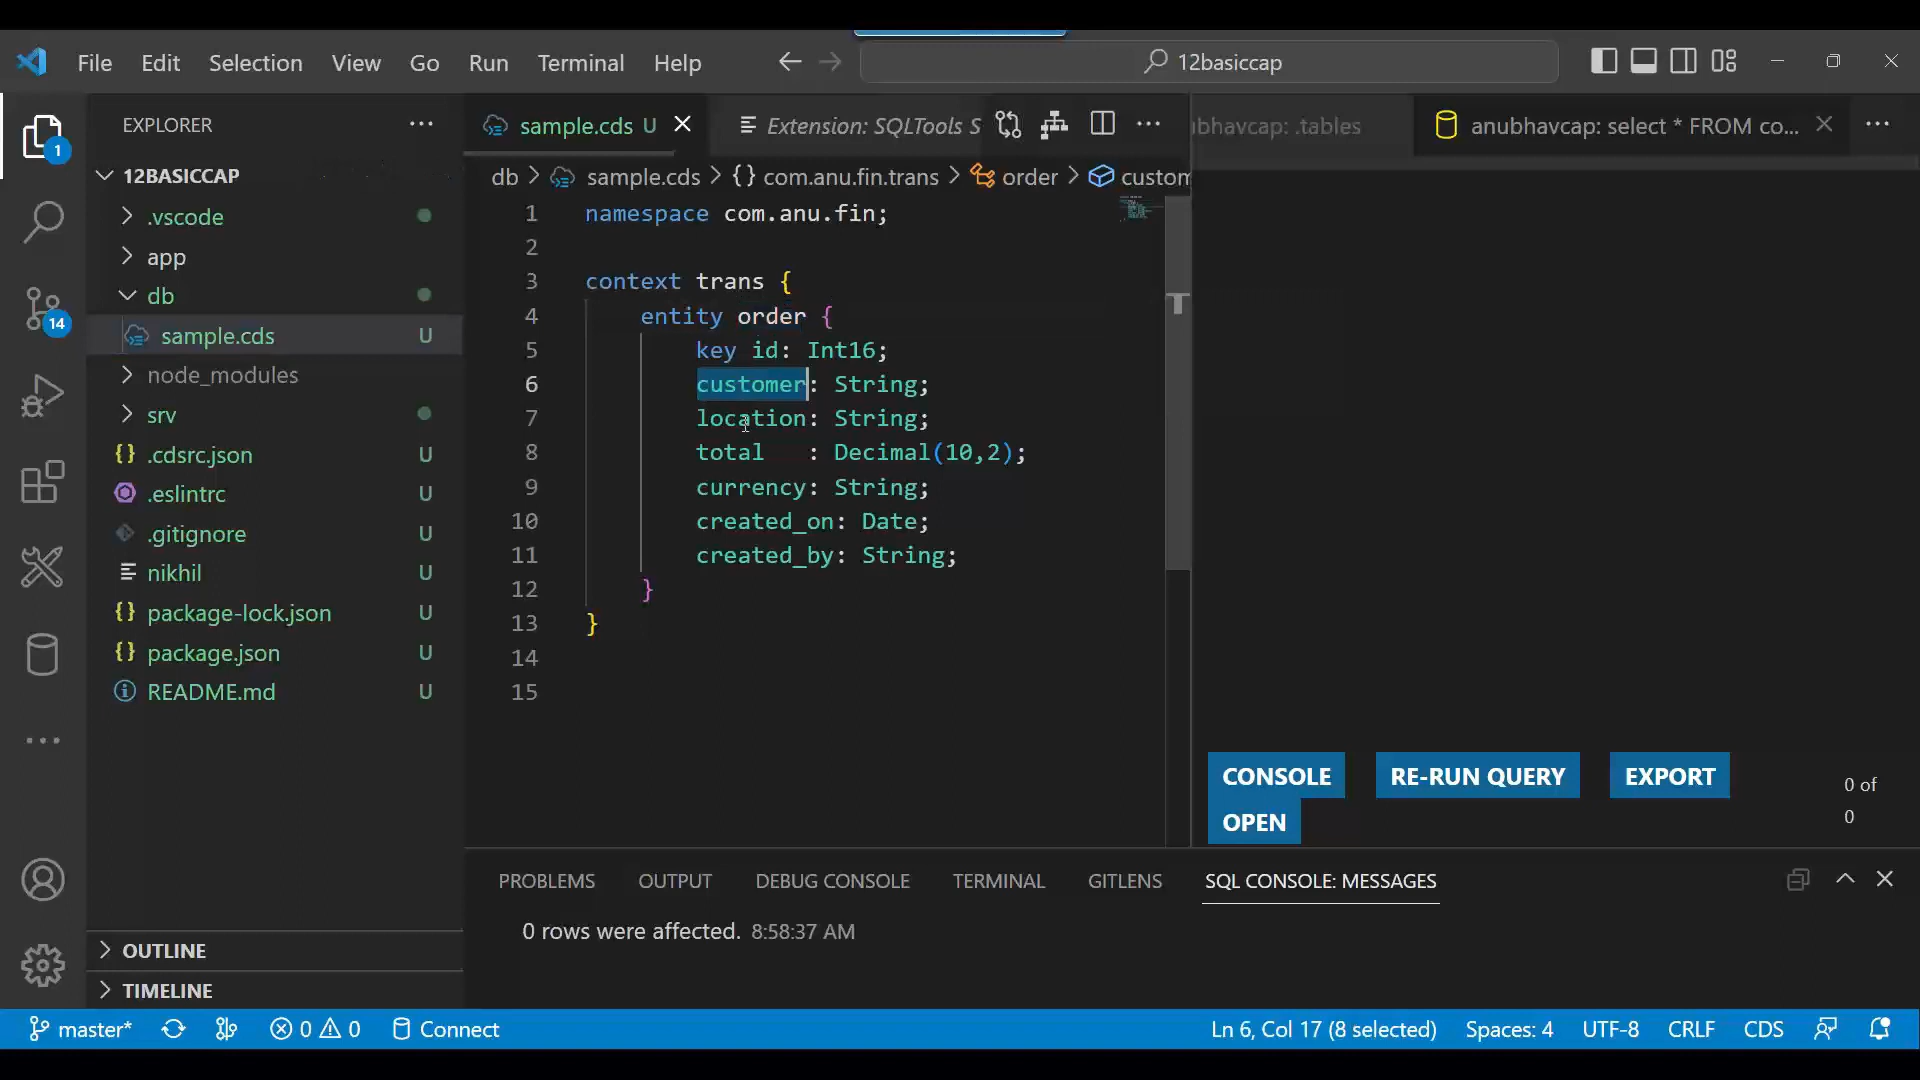 File Edit Selection View Go Run Terminal Help
12basiccap
EXPLORER
1
12BASICCAP
.vscode
app
db
sample.cds U
node_modules
srv
.cdsrc.json U
.eslintrc U
.gitignore U
nikhil U
package-lock.json U
package.json U
README.md U
14
OUTLINE
TIMELINE
sample.cds U
Extension: SQLTools S
db > sample.cds > {} com.anu.fin.trans > order > custom
1 namespace com.anu.fin;
2
3 context trans {
4 entity order {
5 key id: Int16;
6 customer: String;
7 location: String;
8 total : Decimal(10,2);
9 currency: String;
10 created_on: Date;
11 created_by: String;
12 }
13 }
14
15
bhavcap: .tables
anubhavcap: select * FROM co...
CONSOLE RE-RUN QUERY EXPORT
OPEN
0 of
0
PROBLEMS OUTPUT DEBUG CONSOLE TERMINAL GITLENS SQL CONSOLE: MESSAGES
0 rows were affected. 8:58:37 AM
master* 0 0 Connect Ln 6, Col 17 (8 selected) Spaces: 4 UTF-8 CRLF CDS